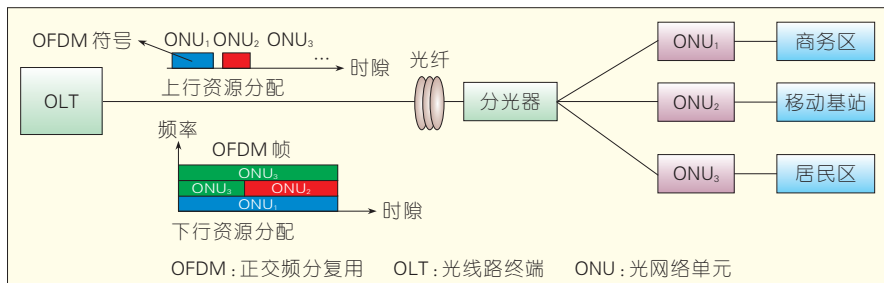 OFDM 符号 ONU₁ ONU₂ ONU₃
… 时隙
上行资源分配
OLT
光纤
分光器
ONU₁ 商务区
ONU₂ 移动基站
ONU₃ 居民区
频率
OFDM 帧
ONU₃
ONU₃ ONU₂
ONU₁
时隙
下行资源分配
OFDM：正交频分复用 OLT：光线路终端 ONU：光网络单元